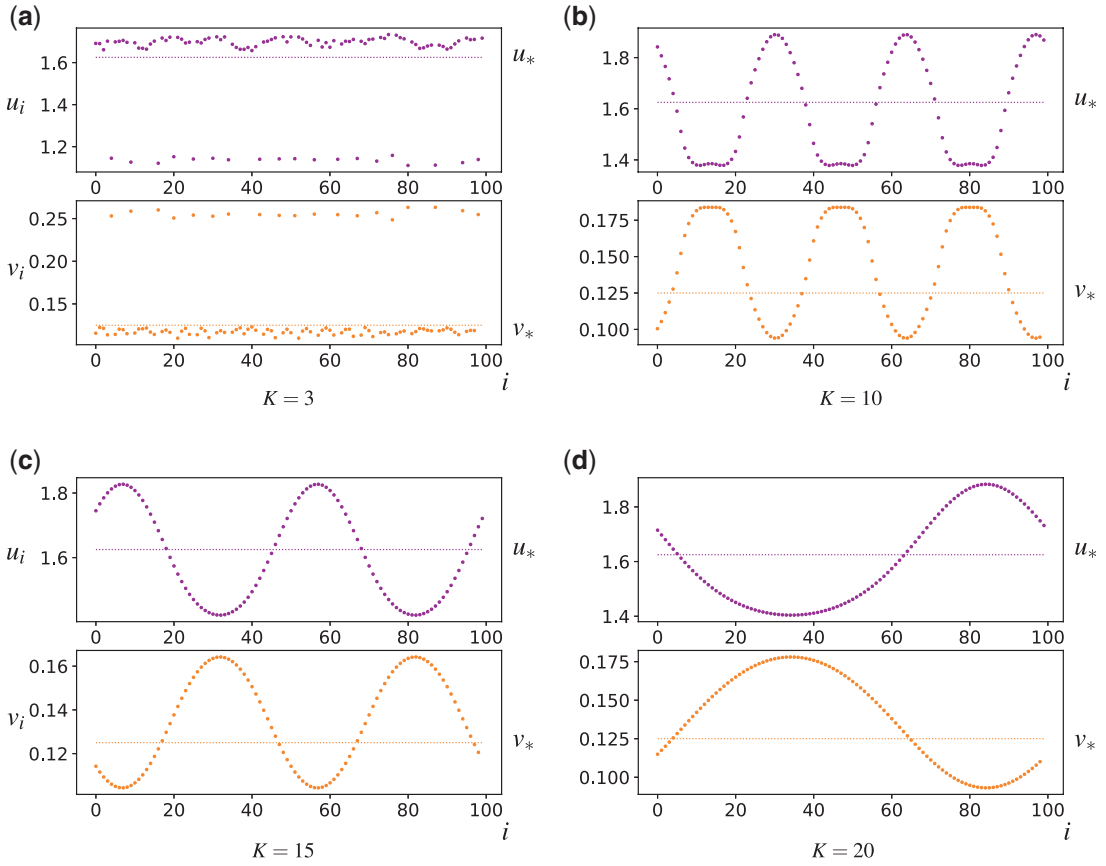 (a)
1.6
1.4
1.2
u_i
u_*
0 20 40 60 80 100
0.25
0.20
0.15
v_i
v_*
0 20 40 60 80 100
i
K = 3
(b)
1.8
1.6
1.4
u_*
0 20 40 60 80 100
0.175
0.150
0.125
0.100
v_*
0 20 40 60 80 100
i
K = 10
(c)
1.8
1.6
u_i
u_*
0 20 40 60 80 100
0.16
0.14
0.12
v_i
v_*
0 20 40 60 80 100
i
K = 15
(d)
1.8
1.6
1.4
u_*
0 20 40 60 80 100
0.175
0.150
0.125
0.100
v_*
0 20 40 60 80 100
i
K = 20